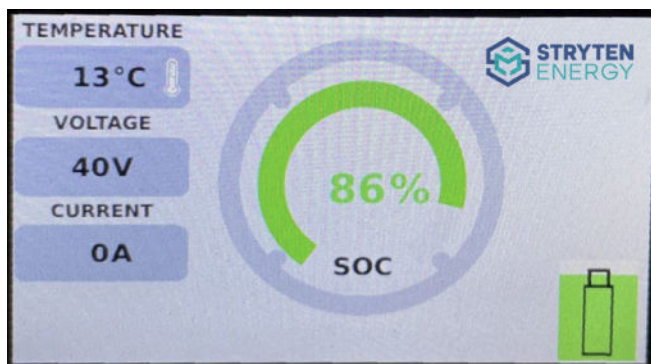 TEMPERATURE
13°C
VOLTAGE
40V
CURRENT
0A
86%
SOC
STRYTEN
ENERGY